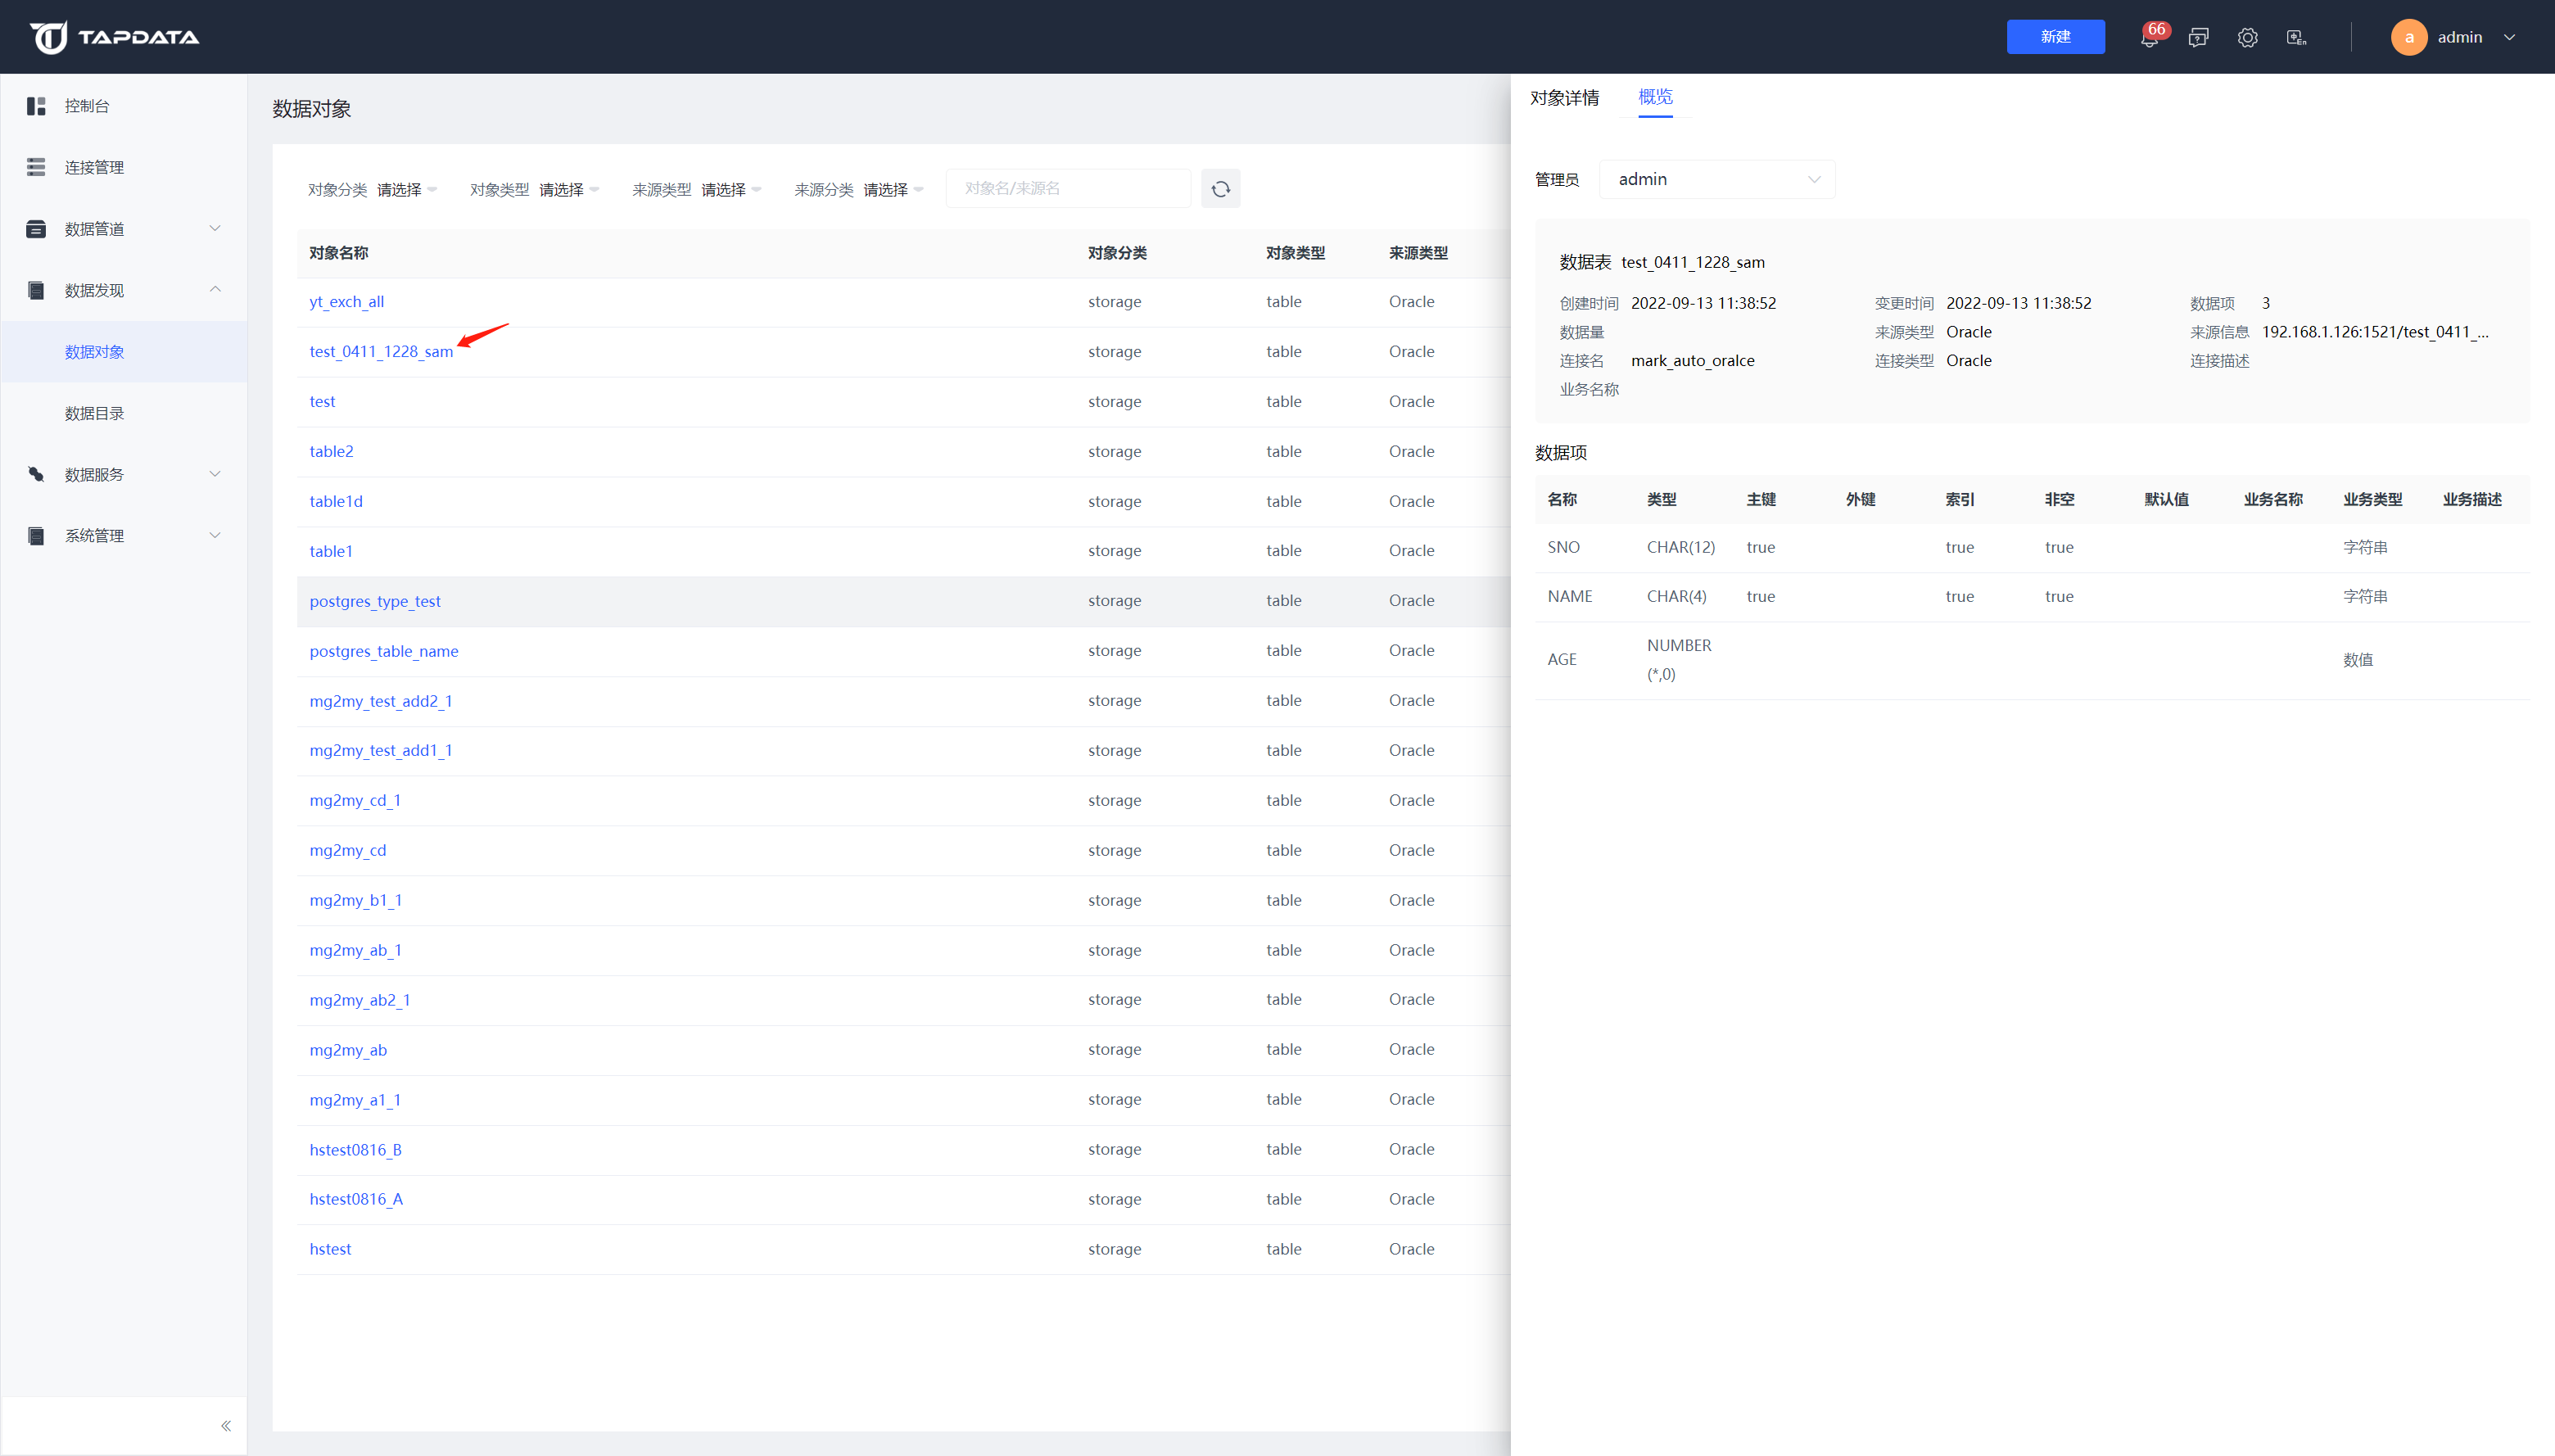 TAPDATA
新建
66
a
admin
控制台
连接管理
数据管道
数据发现
数据对象
数据目录
数据服务
系统管理
数据对象
对象分类 请选择 对象类型 请选择 来源类型 请选择 来源分类 请选择 对象名/来源名
对象名称 对象分类 对象类型 来源类型
yt_exch_all storage table Oracle
test_0411_1228_sam storage table Oracle
test storage table Oracle
table2 storage table Oracle
table1d storage table Oracle
table1 storage table Oracle
postgres_type_test storage table Oracle
postgres_table_name storage table Oracle
mg2my_test_add2_1 storage table Oracle
mg2my_test_add1_1 storage table Oracle
mg2my_cd_1 storage table Oracle
mg2my_cd storage table Oracle
mg2my_b1_1 storage table Oracle
mg2my_ab_1 storage table Oracle
mg2my_ab2_1 storage table Oracle
mg2my_ab storage table Oracle
mg2my_a1_1 storage table Oracle
hstest0816_B storage table Oracle
hstest0816_A storage table Oracle
hstest storage table Oracle
对象详情 概览
管理员 admin
数据表 test_0411_1228_sam
创建时间 2022-09-13 11:38:52 变更时间 2022-09-13 11:38:52 数据项 3
数据量 来源类型 Oracle 来源信息 192.168.1.126:1521/test_0411_...
连接名 mark_auto_oralce 连接类型 Oracle 连接描述
业务名称
数据项
名称 类型 主键 外键 索引 非空 默认值 业务名称 业务类型 业务描述
SNO CHAR(12) true true true 字符串
NAME CHAR(4) true true true 字符串
AGE NUMBER(*,0) 数值